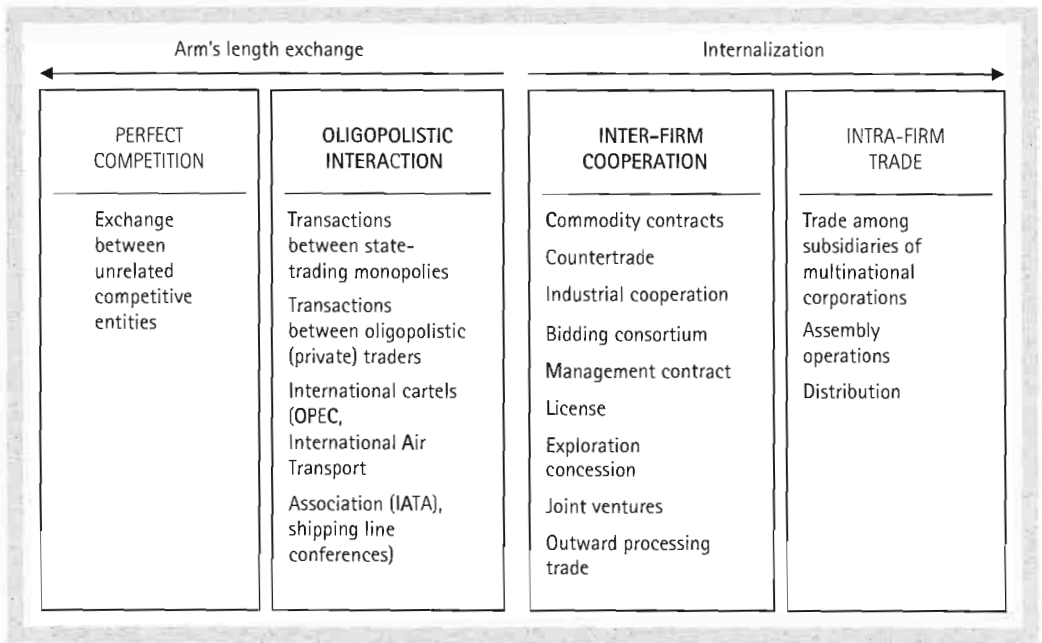 Arm's length exchange
Internalization
PERFECT
COMPETITION
Exchange
between
unrelated
competitive
entities
OLIGOPOLISTIC
INTERACTION
Transactions
between state-
trading monopolies
Transactions
between oligopolistic
(private) traders
International cartels
(OPEC,
International Air
Transport
Association (IATA),
shipping line
conferences)
INTER-FIRM
COOPERATION
Commodity contracts
Countertrade
Industrial cooperation
Bidding consortium
Management contract
License
Exploration
concession
Joint ventures
Outward processing
trade
INTRA-FIRM
TRADE
Trade among
subsidiaries of
multinational
corporations
Assembly
operations
Distribution